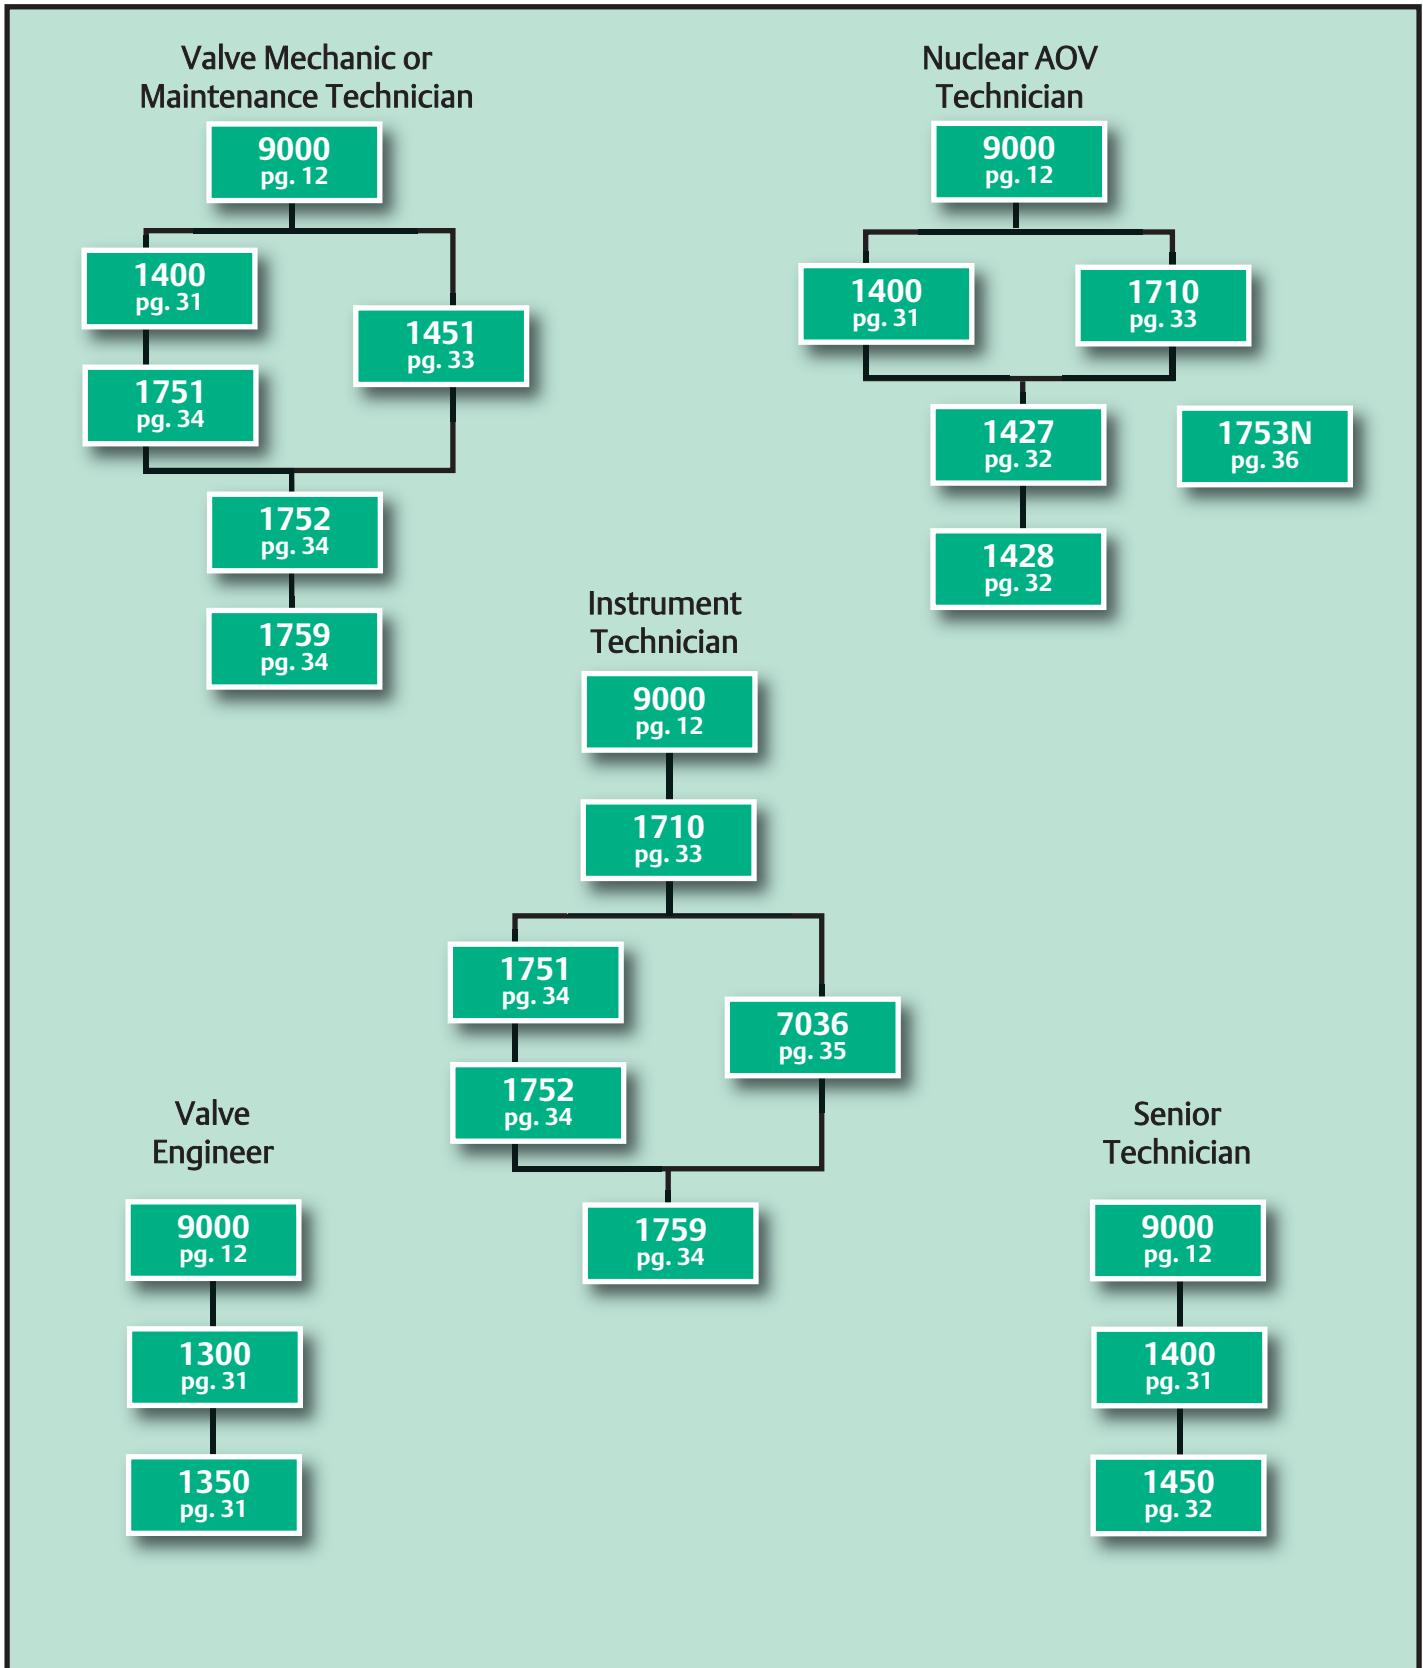 Valve Mechanic or
Maintenance Technician
9000
pg. 12
1400
pg. 31
1451
pg. 33
1751
pg. 34
1752
pg. 34
1759
pg. 34
Nuclear AOV
Technician
9000
pg. 12
1400
pg. 31
1710
pg. 33
1427
pg. 32
1753N
pg. 36
1428
pg. 32
Instrument
Technician
9000
pg. 12
1710
pg. 33
1751
pg. 34
7036
pg. 35
1752
pg. 34
1759
pg. 34
Valve
Engineer
9000
pg. 12
1300
pg. 31
1350
pg. 31
Senior
Technician
9000
pg. 12
1400
pg. 31
1450
pg. 32